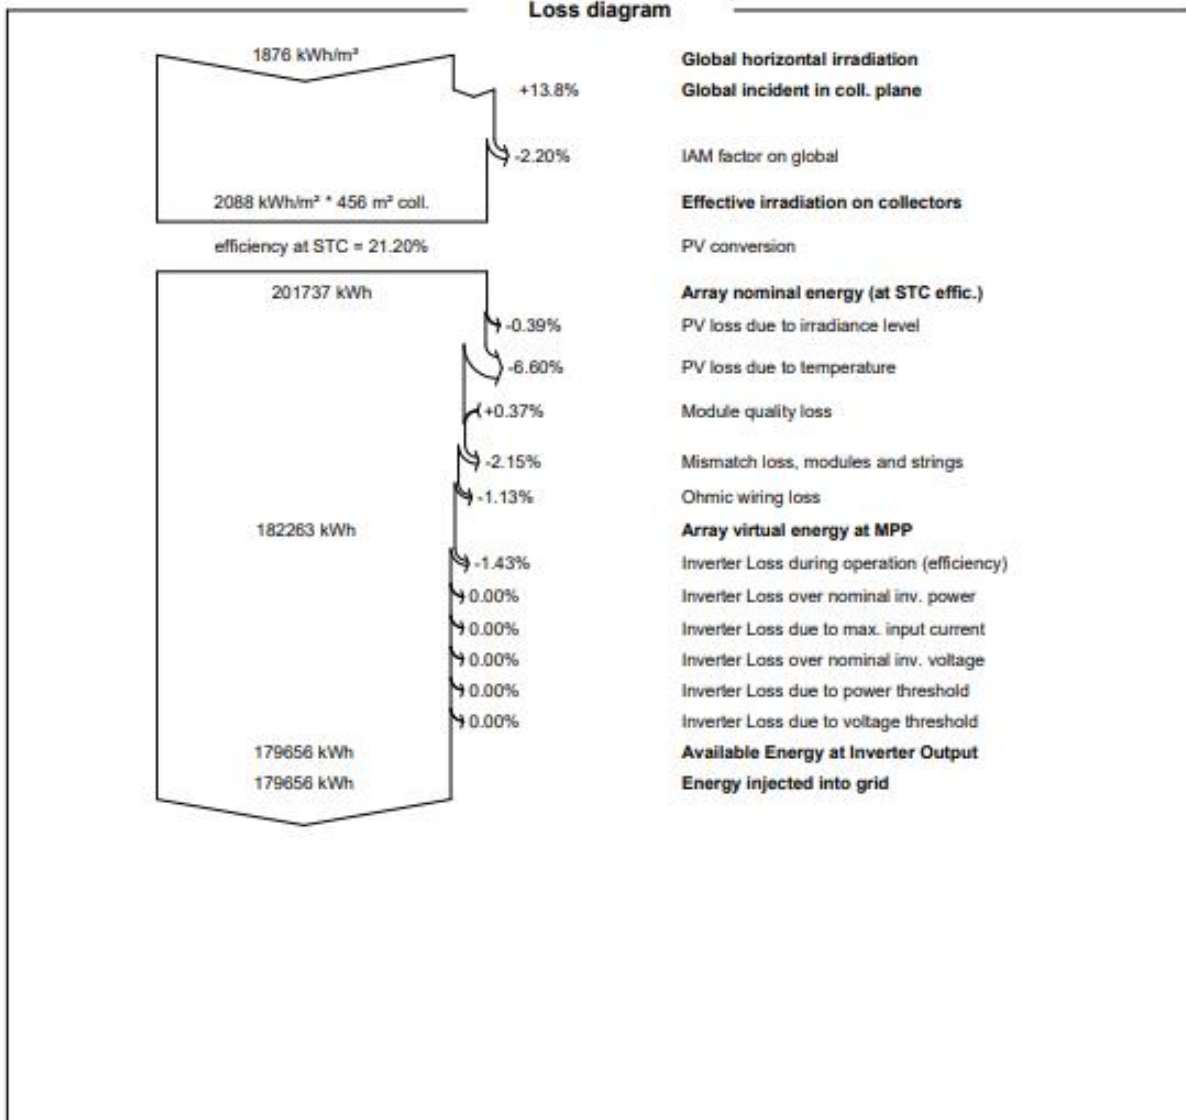 Loss diagram
1876 kWh/m² Global horizontal irradiation
+13.8% Global incident in coll. plane
-2.20% IAM factor on global
2088 kWh/m² * 456 m² coll. Effective irradiation on collectors
efficiency at STC = 21.20% PV conversion
201737 kWh Array nominal energy (at STC effic.)
-0.39% PV loss due to irradiance level
-6.60% PV loss due to temperature
+0.37% Module quality loss
-2.15% Mismatch loss, modules and strings
-1.13% Ohmic wiring loss
182263 kWh Array virtual energy at MPP
-1.43% Inverter Loss during operation (efficiency)
0.00% Inverter Loss over nominal inv. power
0.00% Inverter Loss due to max. input current
0.00% Inverter Loss over nominal inv. voltage
0.00% Inverter Loss due to power threshold
0.00% Inverter Loss due to voltage threshold
179656 kWh Available Energy at Inverter Output
179656 kWh Energy injected into grid